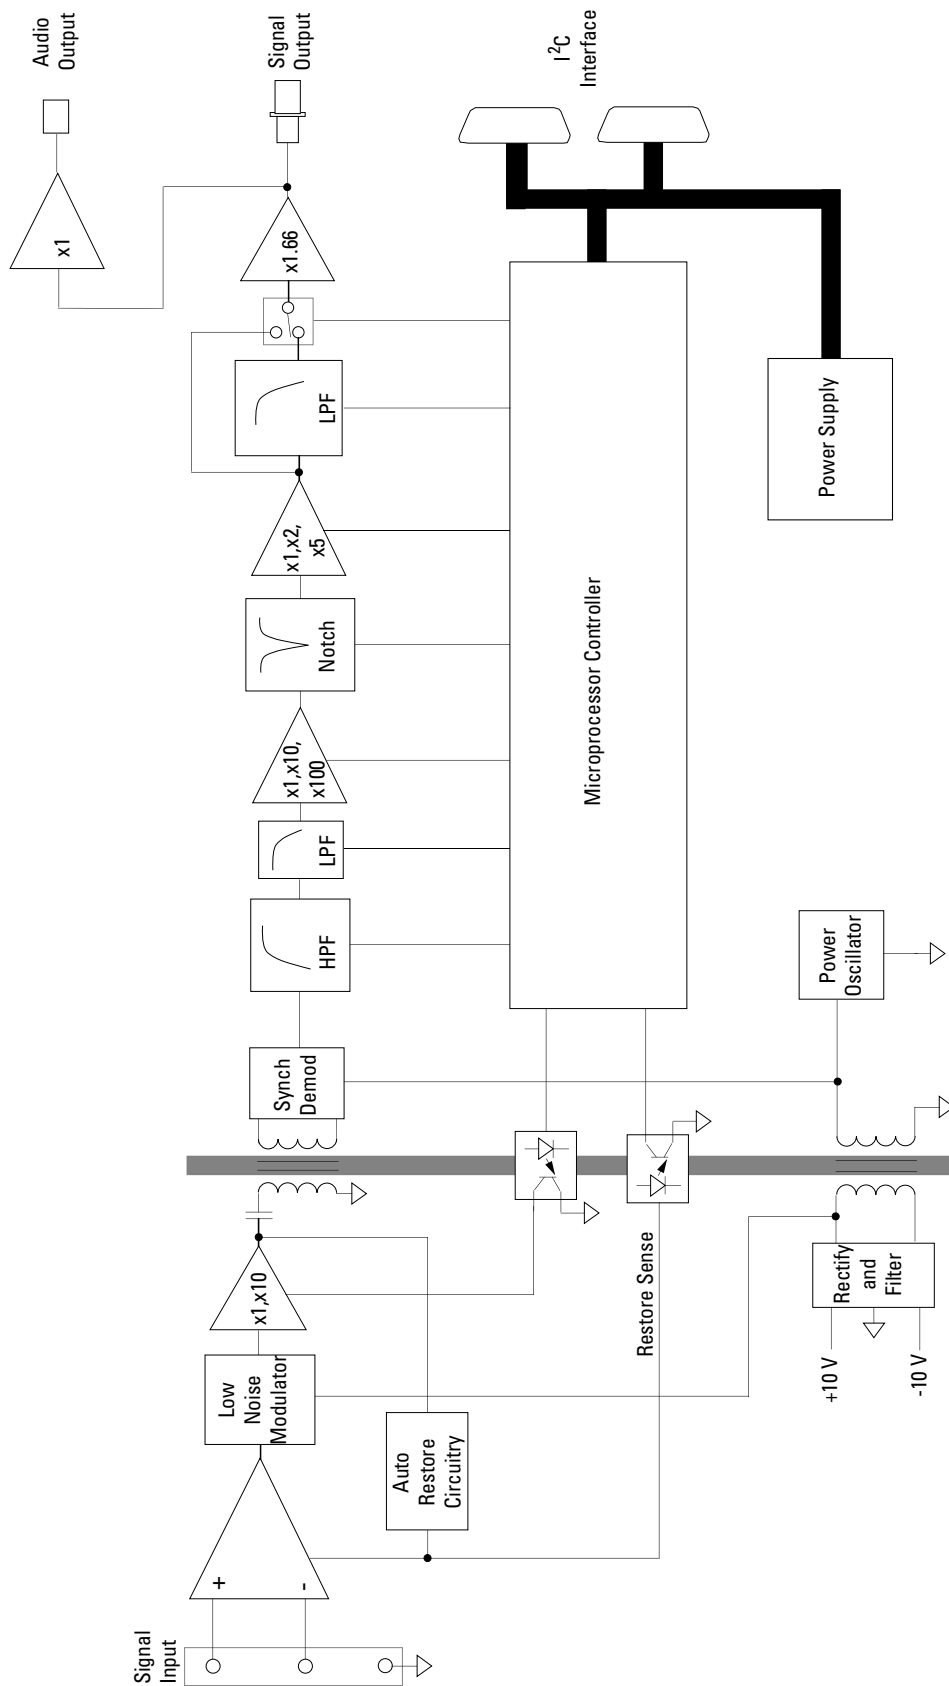 Signal
Input
+
-
Low
Noise
Modulator
x1,x10
Auto
Restore
Circuitry
Restore Sense
+10 V
-10 V
Rectify
and
Filter
Synch
Demod
HPF
LPF
x1,x10,
x100
Notch
x1,x2,
x5
LPF
x1.66
x1
Audio
Output
Signal
Output
I²C
Interface
Microprocessor Controller
Power
Oscillator
Power Supply